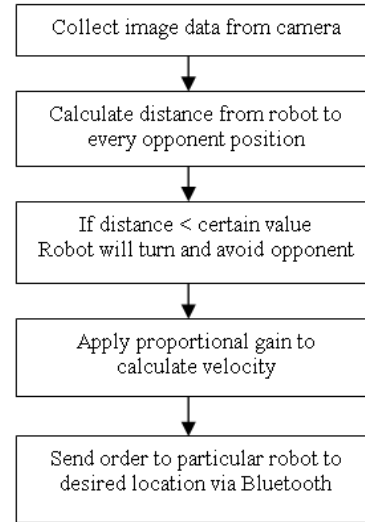 Collect image data from camera
Calculate distance from robot to
every opponent position
If distance < certain value
Robot will turn and avoid opponent
Apply proportional gain to
calculate velocity
Send order to particular robot to
desired location via Bluetooth